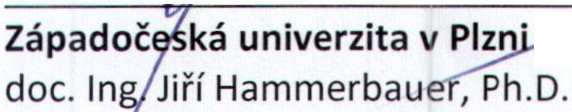 Západočeská univerzita v Plzni
doc. Ing. Jiří Hammerbauer, Ph.D.